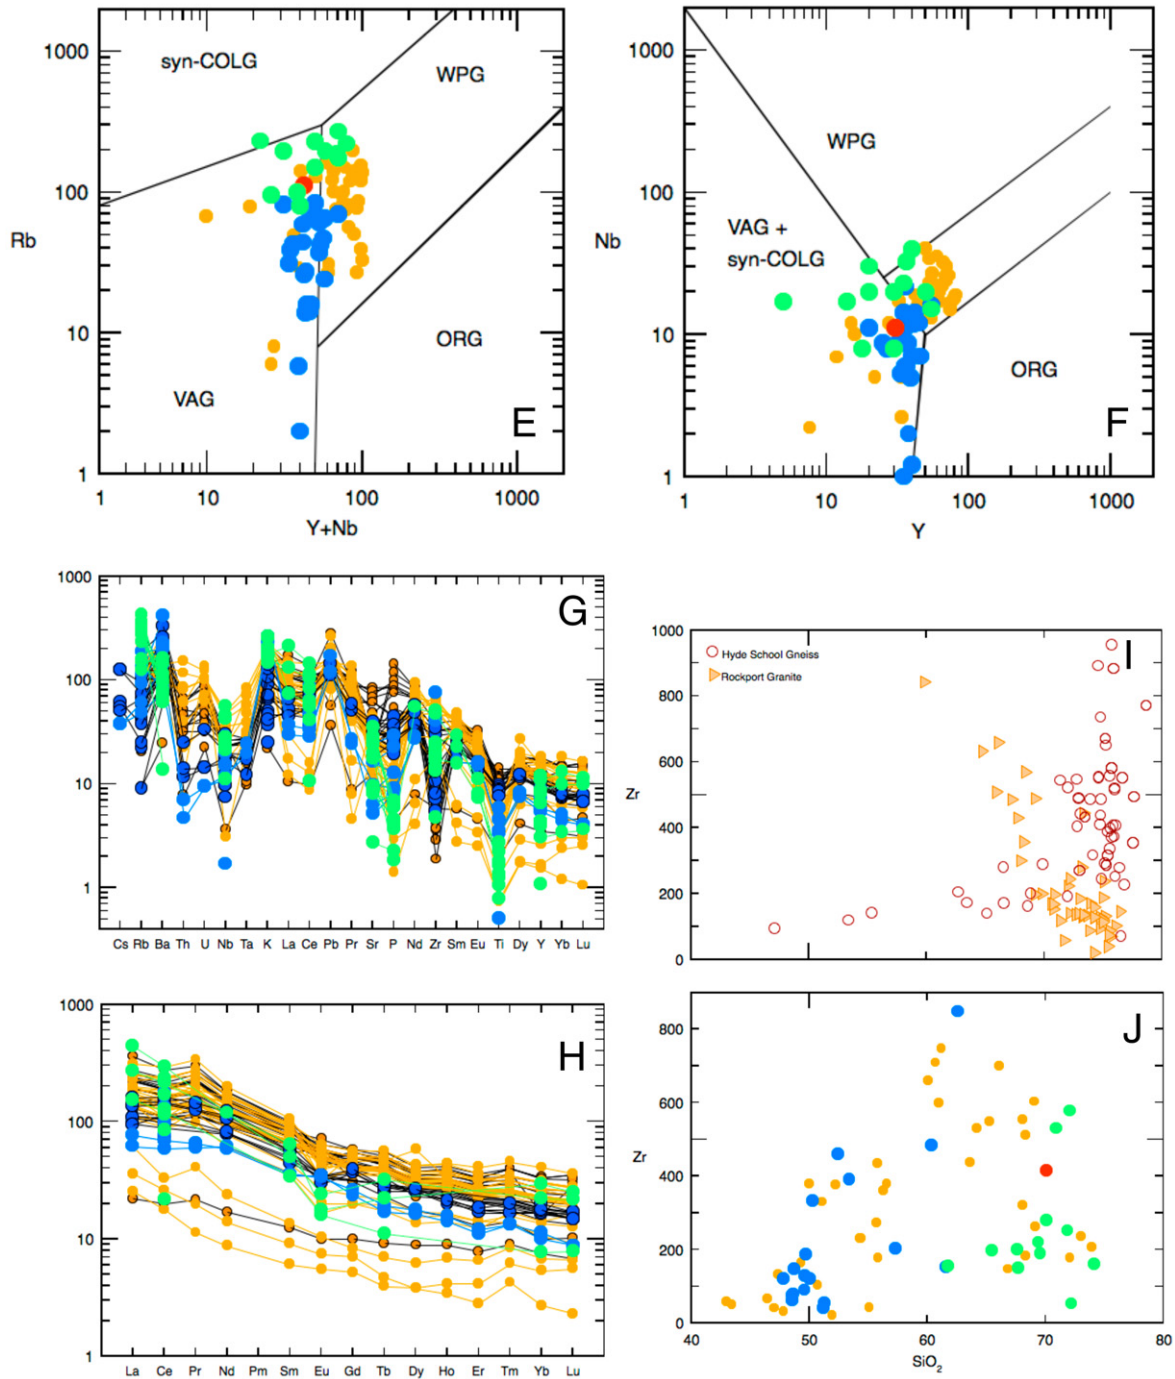 1000
syn-COLG
WPG
100
Rb
10
ORG
VAG
E
1
1
10
100
1000
Y+Nb
1000
WPG
100
VAG +
Nb
syn-COLG
10
ORG
F
1
1
10
100
1000
Y
1000
G
100
10
1
Cs Rb Ba Th U Nb Ta K La Ce Pb Pr Sr P Nd Zr Sm Eu Ti Dy Y Yb Lu
1000
I
Hyde School Gneiss
Rockport Granite
800
600
Zr
400
200
0
1000
H
100
10
1
La Ce Pr Nd Pm Sm Eu Gd Tb Dy Ho Er Tm Yb Lu
J
800
600
Zr
400
200
0
40 50 60 70 80
SiO2